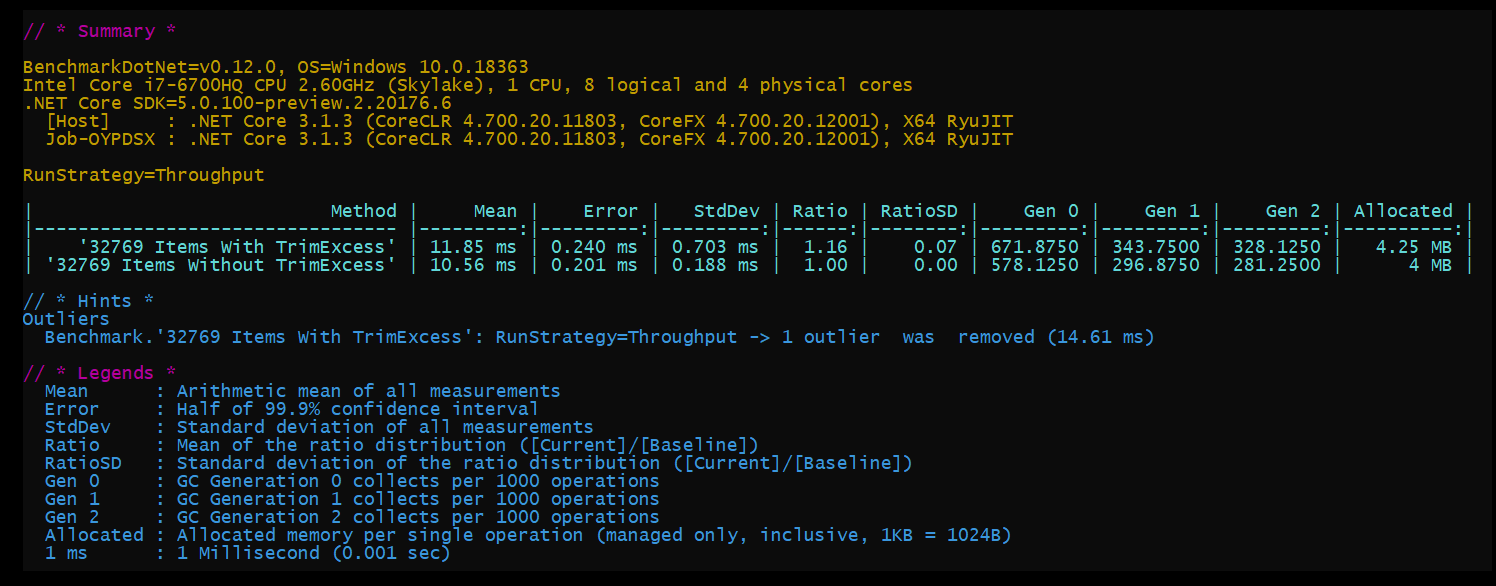 // * Summary *
BenchmarkDotNet=v0.12.0, OS=Windows 10.0.18363
Intel Core i7-6700HQ CPU 2.60GHz (Skylake), 1 CPU, 8 logical and 4 physical cores
.NET Core SDK=5.0.100-preview.2.20176.6
  [Host]     : .NET Core 3.1.3 (CoreCLR 4.700.20.11803, CoreFX 4.700.20.12001), X64 RyuJIT
  Job-OYPDSX : .NET Core 3.1.3 (CoreCLR 4.700.20.11803, CoreFX 4.700.20.12001), X64 RyuJIT
RunStrategy=Throughput
|                           Method |     Mean |    Error |   StdDev | Ratio | RatioSD |    Gen 0 |    Gen 1 |    Gen 2 | Allocated |
|--------------------------------- |---------:|---------:|---------:|------:|--------:|---------:|---------:|---------:|----------:|
|    '32769 Items With TrimExcess' | 11.85 ms | 0.240 ms | 0.703 ms |  1.16 |    0.07 | 671.8750 | 343.7500 | 328.1250 |   4.25 MB |
| '32769 Items Without TrimExcess' | 10.56 ms | 0.201 ms | 0.188 ms |  1.00 |    0.00 | 578.1250 | 296.8750 | 281.2500 |      4 MB |
// * Hints *
Outliers
  Benchmark.'32769 Items With TrimExcess': RunStrategy=Throughput -> 1 outlier  was  removed (14.61 ms)
// * Legends *
  Mean      : Arithmetic mean of all measurements
  Error     : Half of 99.9% confidence interval
  StdDev    : Standard deviation of all measurements
  Ratio     : Mean of the ratio distribution ([Current]/[Baseline])
  RatioSD   : Standard deviation of the ratio distribution ([Current]/[Baseline])
  Gen 0     : GC Generation 0 collects per 1000 operations
  Gen 1     : GC Generation 1 collects per 1000 operations
  Gen 2     : GC Generation 2 collects per 1000 operations
  Allocated : Allocated memory per single operation (managed only, inclusive, 1KB = 1024B)
  1 ms      : 1 Millisecond (0.001 sec)